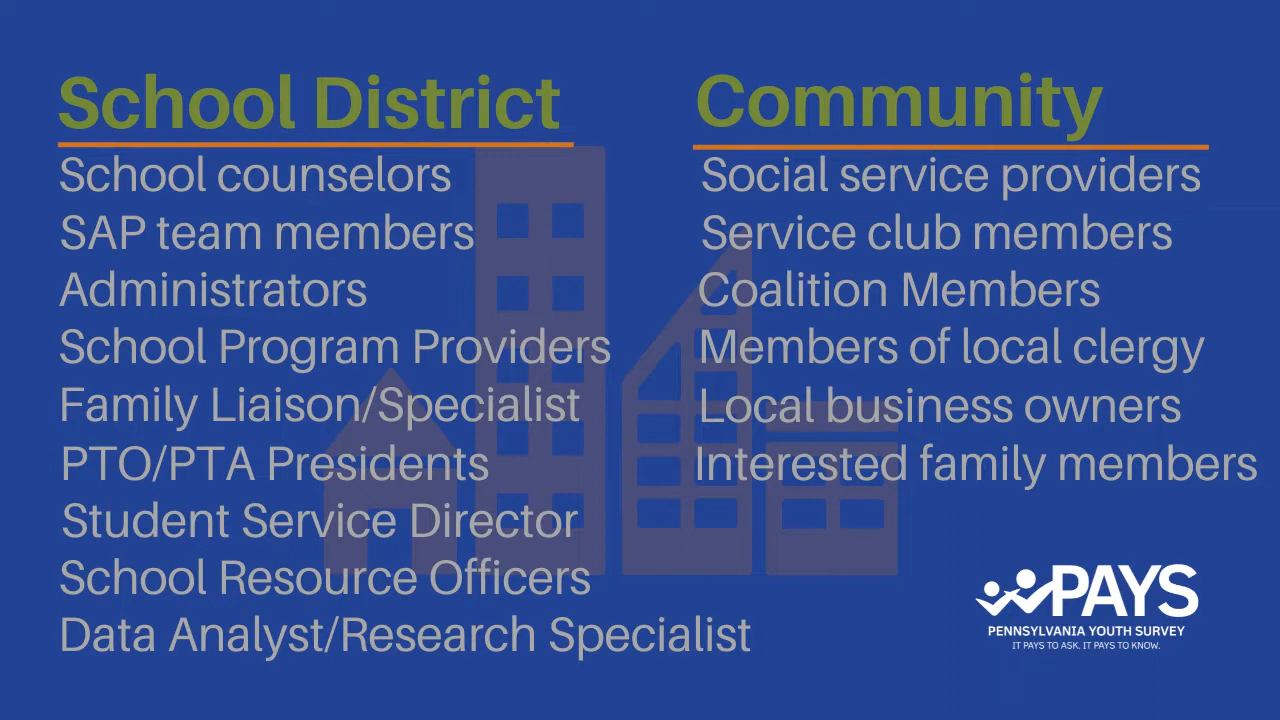 School District
School counselors
SAP team members
Administrators
School Program Providers
Family Liaison/Specialist
PTO/PTA Presidents
Student Service Director
School Resource Officers
Data Analyst/Research Specialist
Community
Social service providers
Service club members
Coalition Members
Members of local clergy
Local business owners
Interested family members
PAYS
PENNSYLVANIA YOUTH SURVEY
IT PAYS TO ASK. IT PAYS TO KNOW.